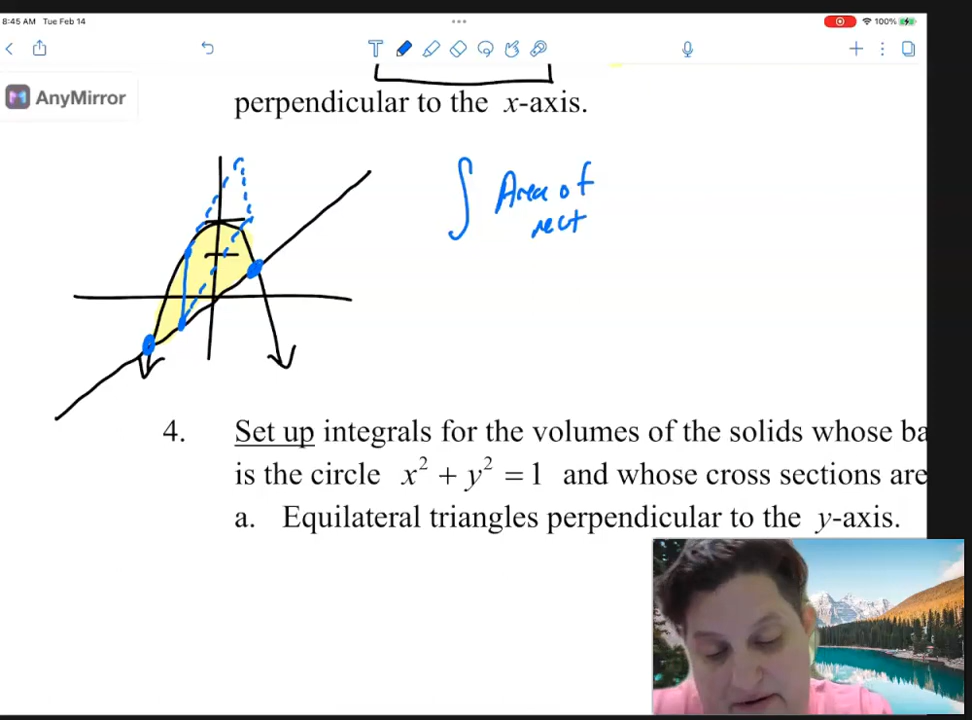 8:45 AM Tue Feb 14
100%
T
AnyMirror
perpendicular to the x-axis.
∫ Area of
rect
4. Set up integrals for the volumes of the solids whose ba
is the circle x² + y² = 1 and whose cross sections are
a. Equilateral triangles perpendicular to the y-axis.